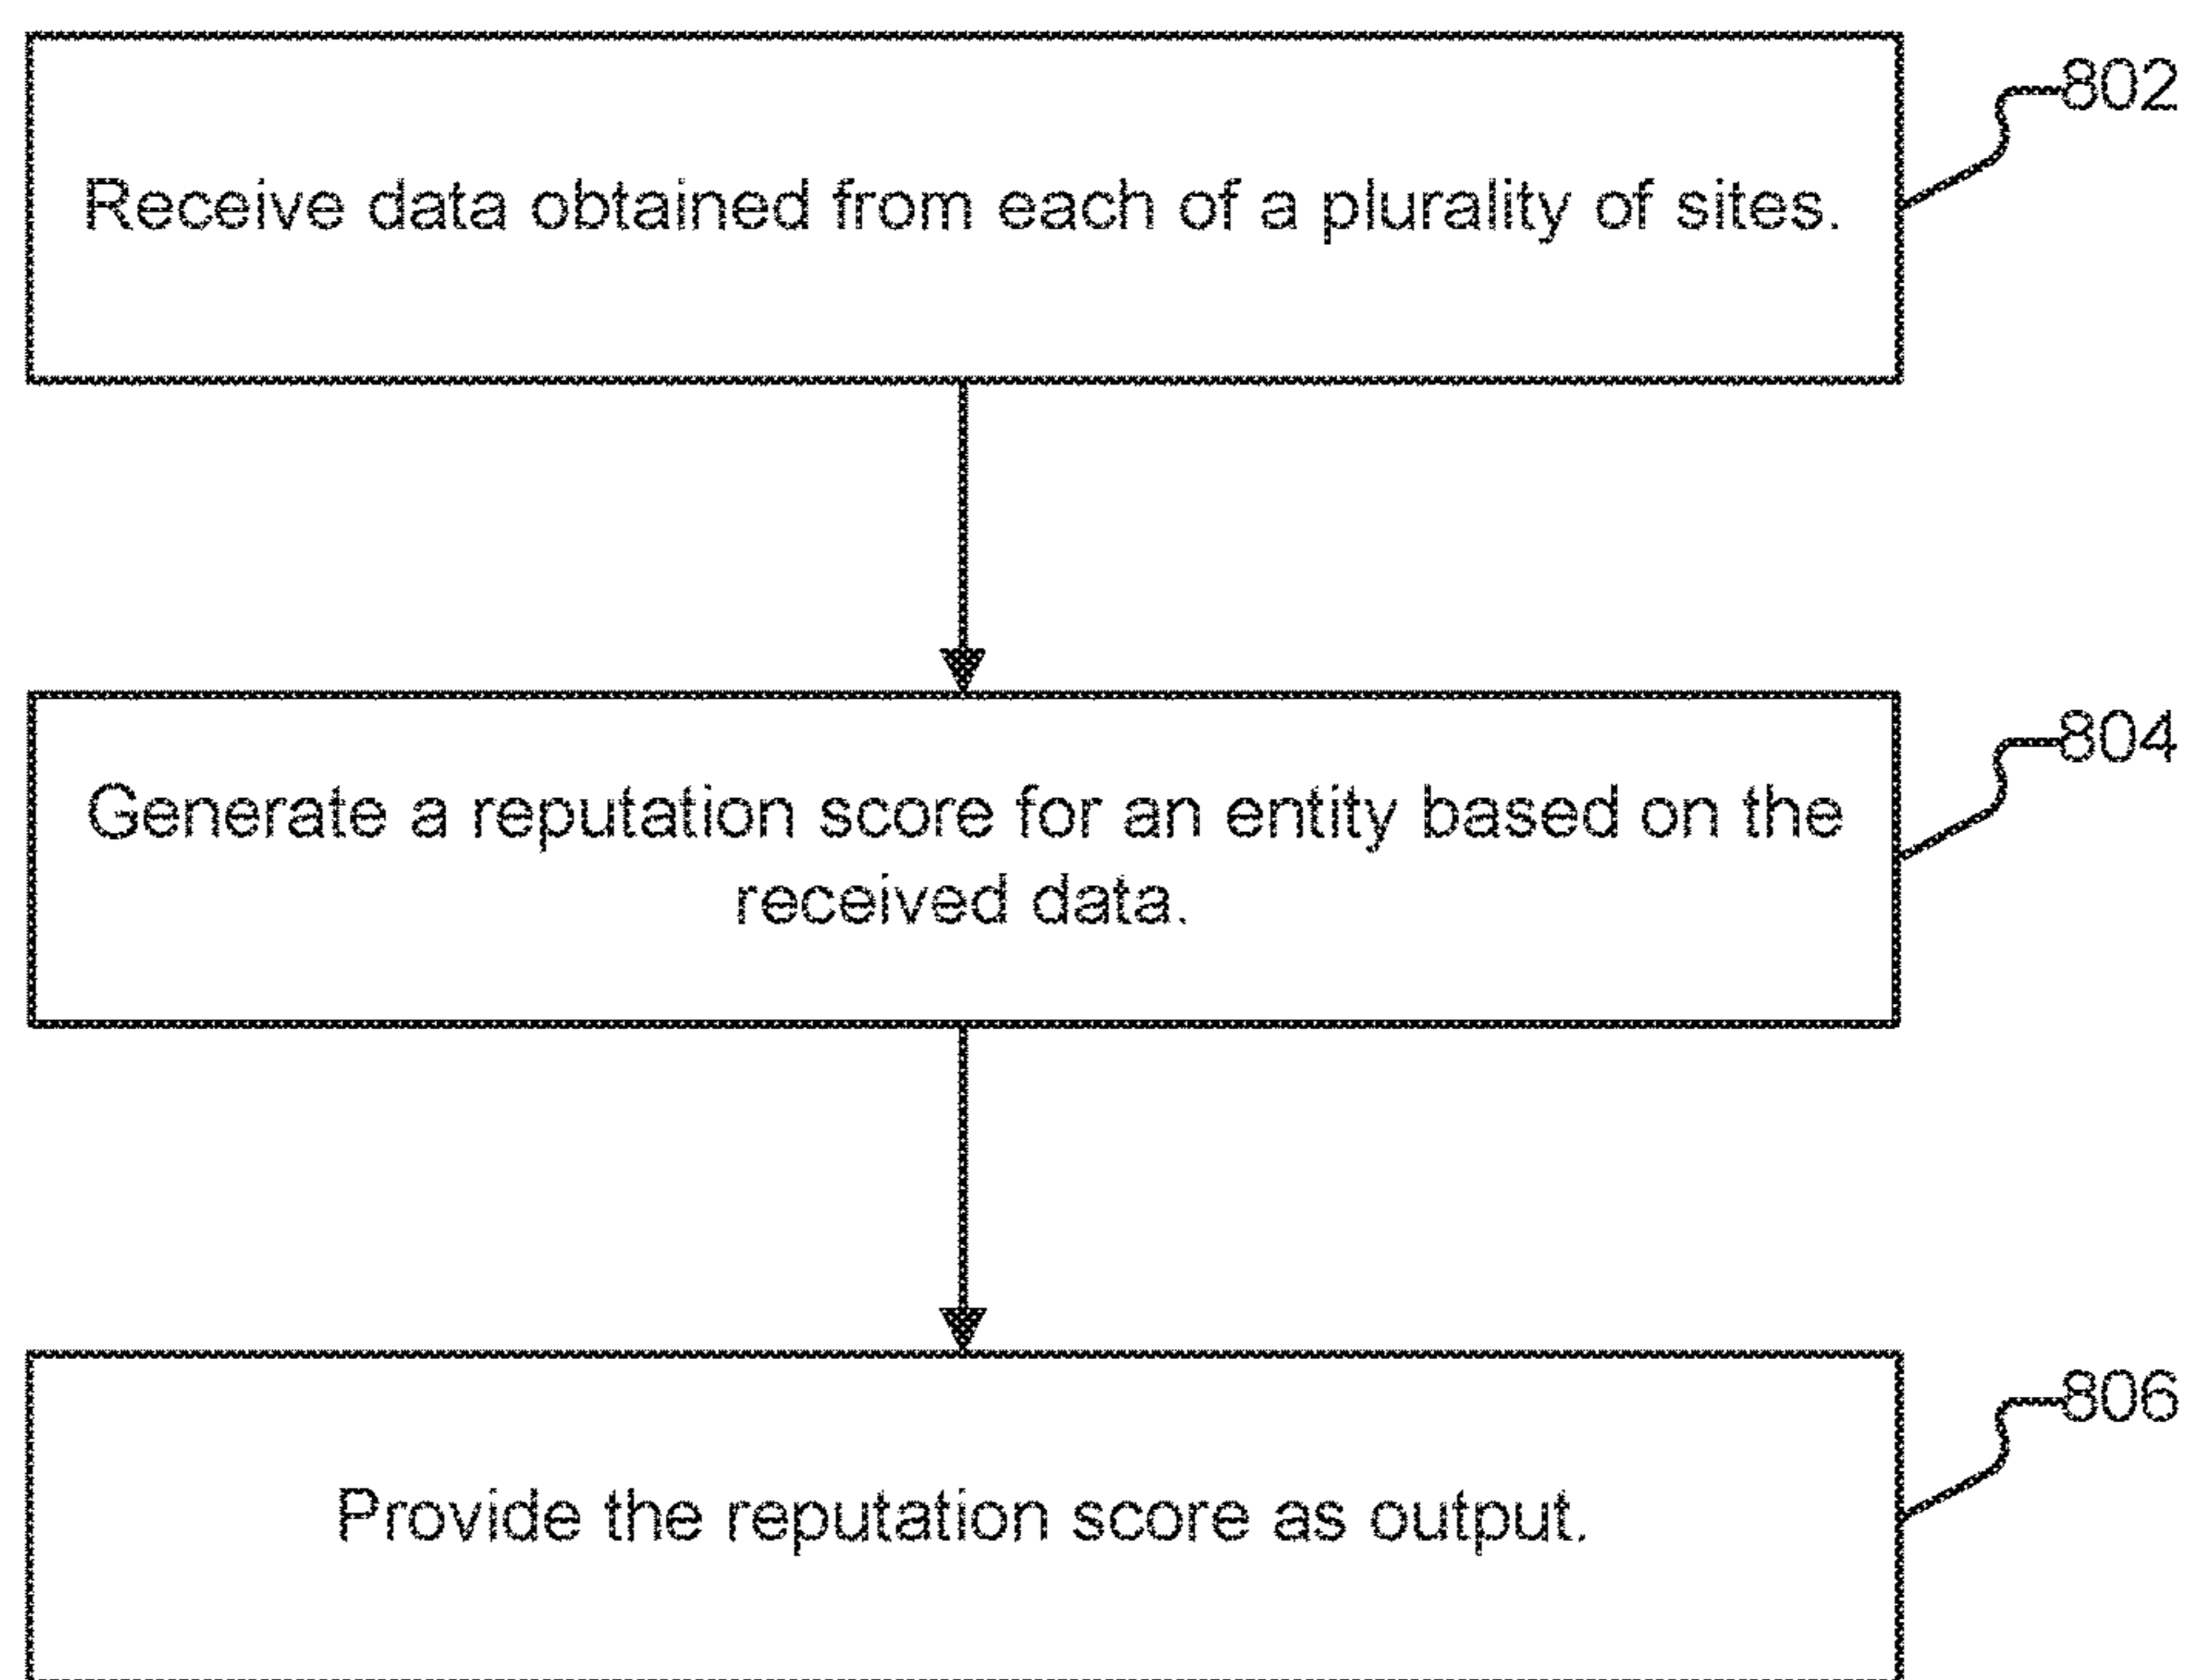 802
Receive data obtained from each of a plurality of sites.
804
Generate a reputation score for an entity based on the
received data.
806
Provide the reputation score as output.